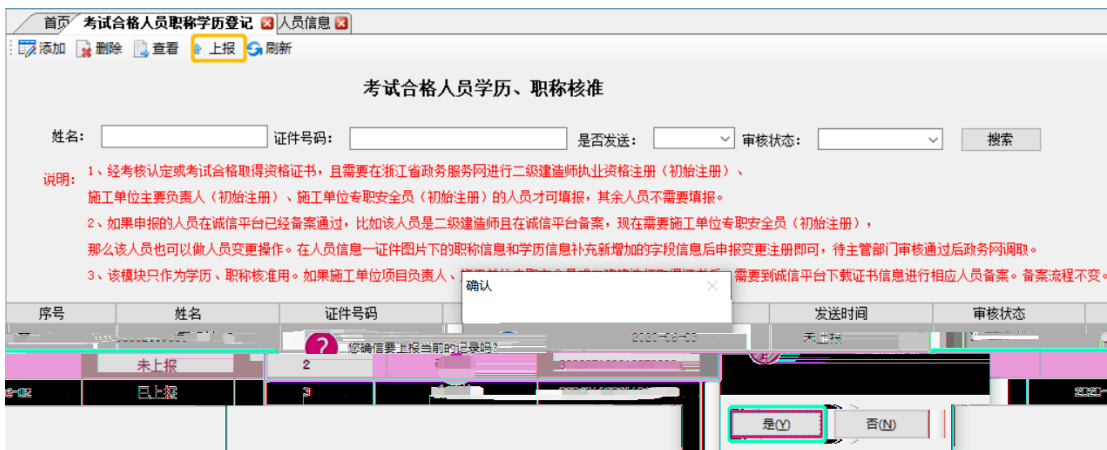 首页 考试合格人员职称学历登记 人员信息
添加 删除 查看 上报 刷新
考试合格人员学历、职称核准
姓名： 证件号码： 是否发送： 审核状态： 搜索
说明： 1、经考核认定或考试合格取得资格证书，且需要在浙江省政务服务网进行二级建造师执业资格注册（初始注册）、
施工单位主要负责人（初始注册）、施工单位专职安全员（初始注册）的人员才可填报，其余人员不需要填报。
2、如果申报的人员在诚信平台已经备案通过，比如该人员是二级建造师且在诚信平台备案，现在需要施工单位专职安全员（初始注册），
那么该人员也可以做人员变更操作。在人员信息—证件图片下的职称信息和学历信息补充新增加的字段信息后申报变更注册即可，待主管部门审核通过后政务网调取。
3、该模块只作为学历、职称核准用。如果施工单位项目负责人、 需要到诚信平台下载证书信息进行相应人员备案。备案流程不变。
确认
序号 姓名 证件号码 发送时间 审核状态
您确信要上报当前的记录吗?
未上报
未上报 2
已上报 3
是(Y) 否(N)